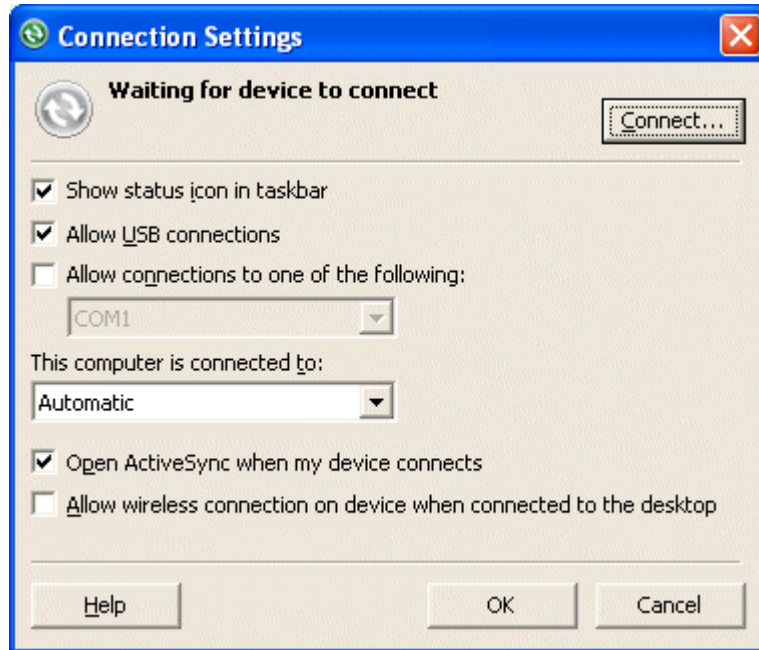 Connection Settings
Waiting for device to connect
Connect...
Show status icon in taskbar
Allow USB connections
Allow connections to one of the following:
COM1
This computer is connected to:
Automatic
Open ActiveSync when my device connects
Allow wireless connection on device when connected to the desktop
Help
OK
Cancel